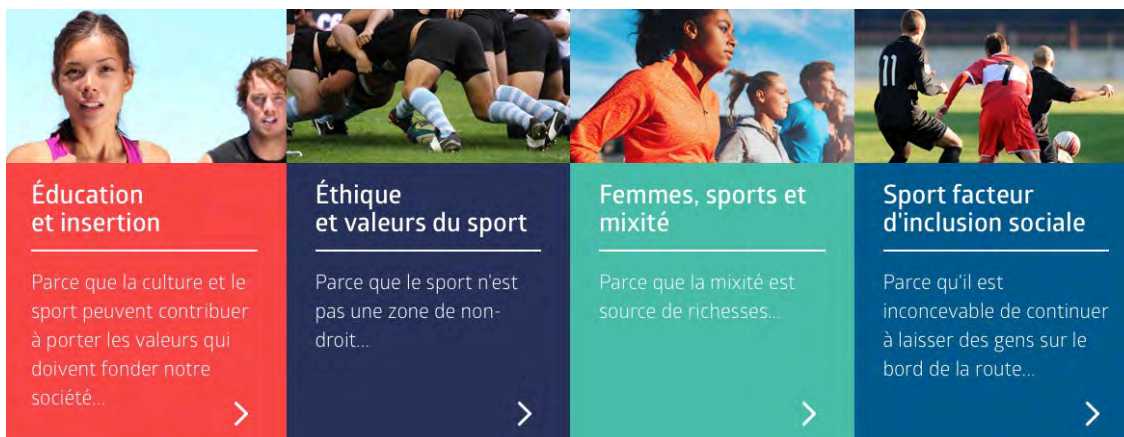 11
7
Éducation
et insertion
Parce que la culture et le
sport peuvent contribuer
à porter les valeurs qui
doivent fonder notre
société...
Éthique
et valeurs du sport
Parce que le sport n'est
pas une zone de non-
droit...
Femmes, sports et
mixité
Parce que la mixité est
source de richesses...
Sport facteur
d'inclusion sociale
Parce qu'il est
inconcevable de continuer
à laisser des gens sur le
bord de la route...